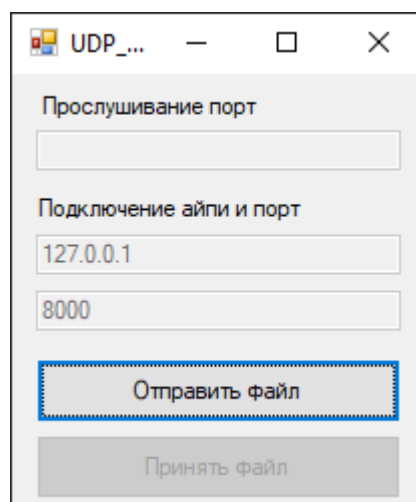 UDP_...
Прослушивание порт
Подключение айпи и порт
127.0.0.1
8000
Отправить файл
Принять файл